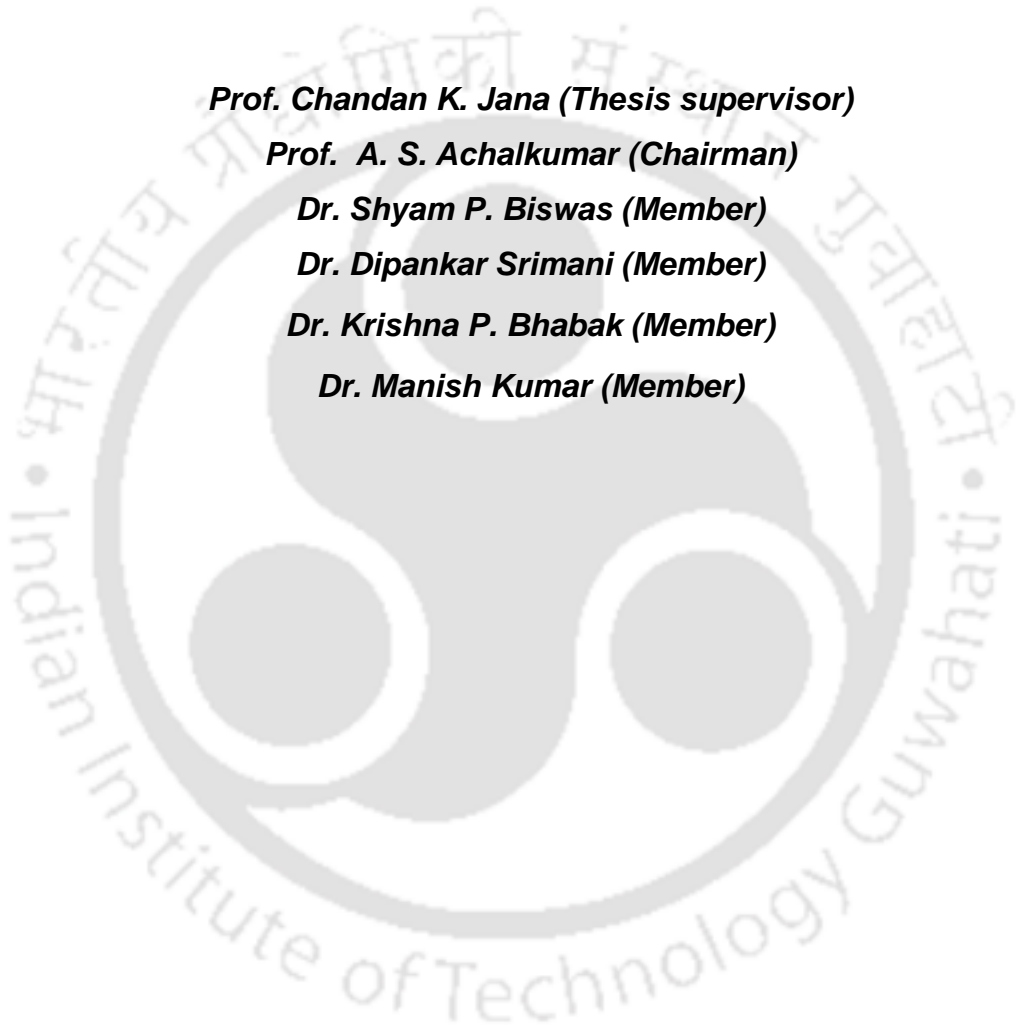 Prof. Chandan K. Jana (Thesis supervisor)
Prof. A. S. Achalkumar (Chairman)
Dr. Shyam P. Biswas (Member)
Dr. Dipankar Srimani (Member)
Dr. Krishna P. Bhabak (Member)
Dr. Manish Kumar (Member)
भारतीय प्रौद्योगिकी संस्थान गुवाहाटी
Indian Institute of Technology Guwahati